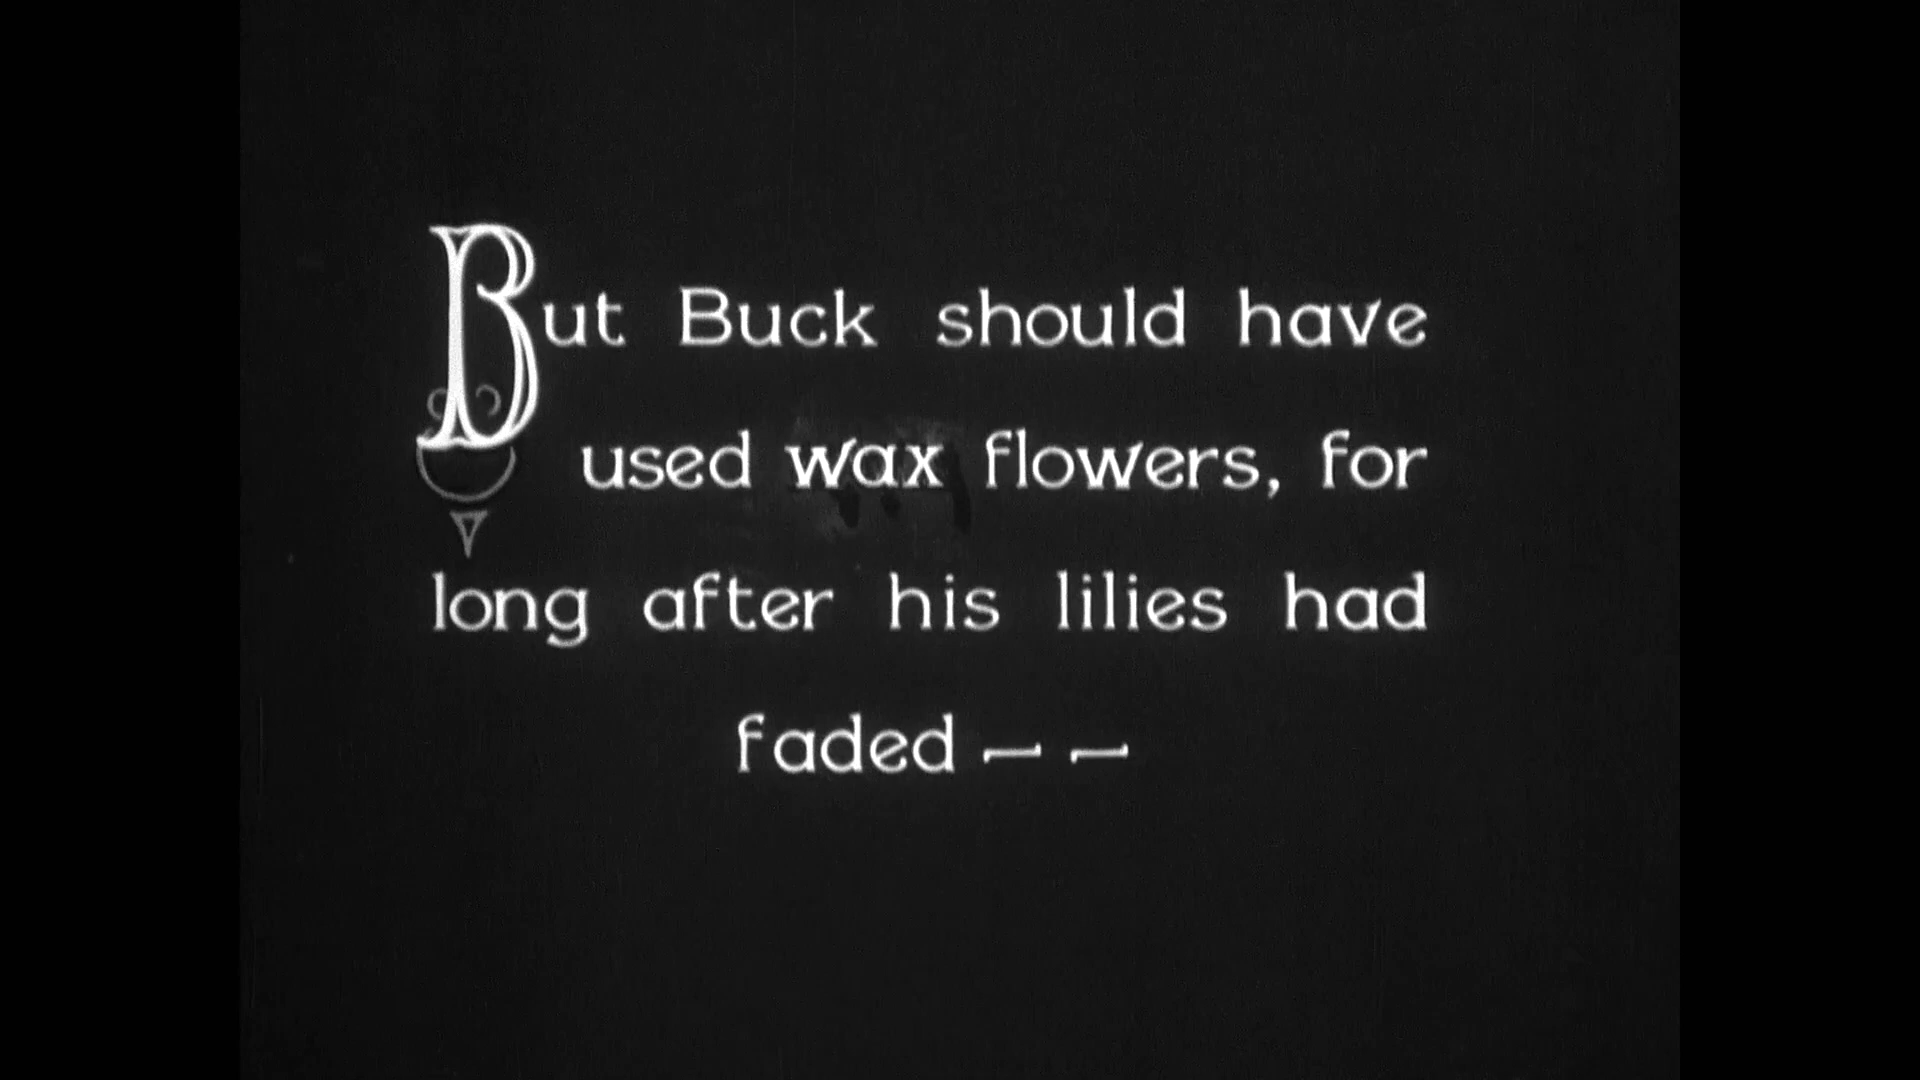 But Buck should have
used wax flowers, for
long after his lilies had
faded — —